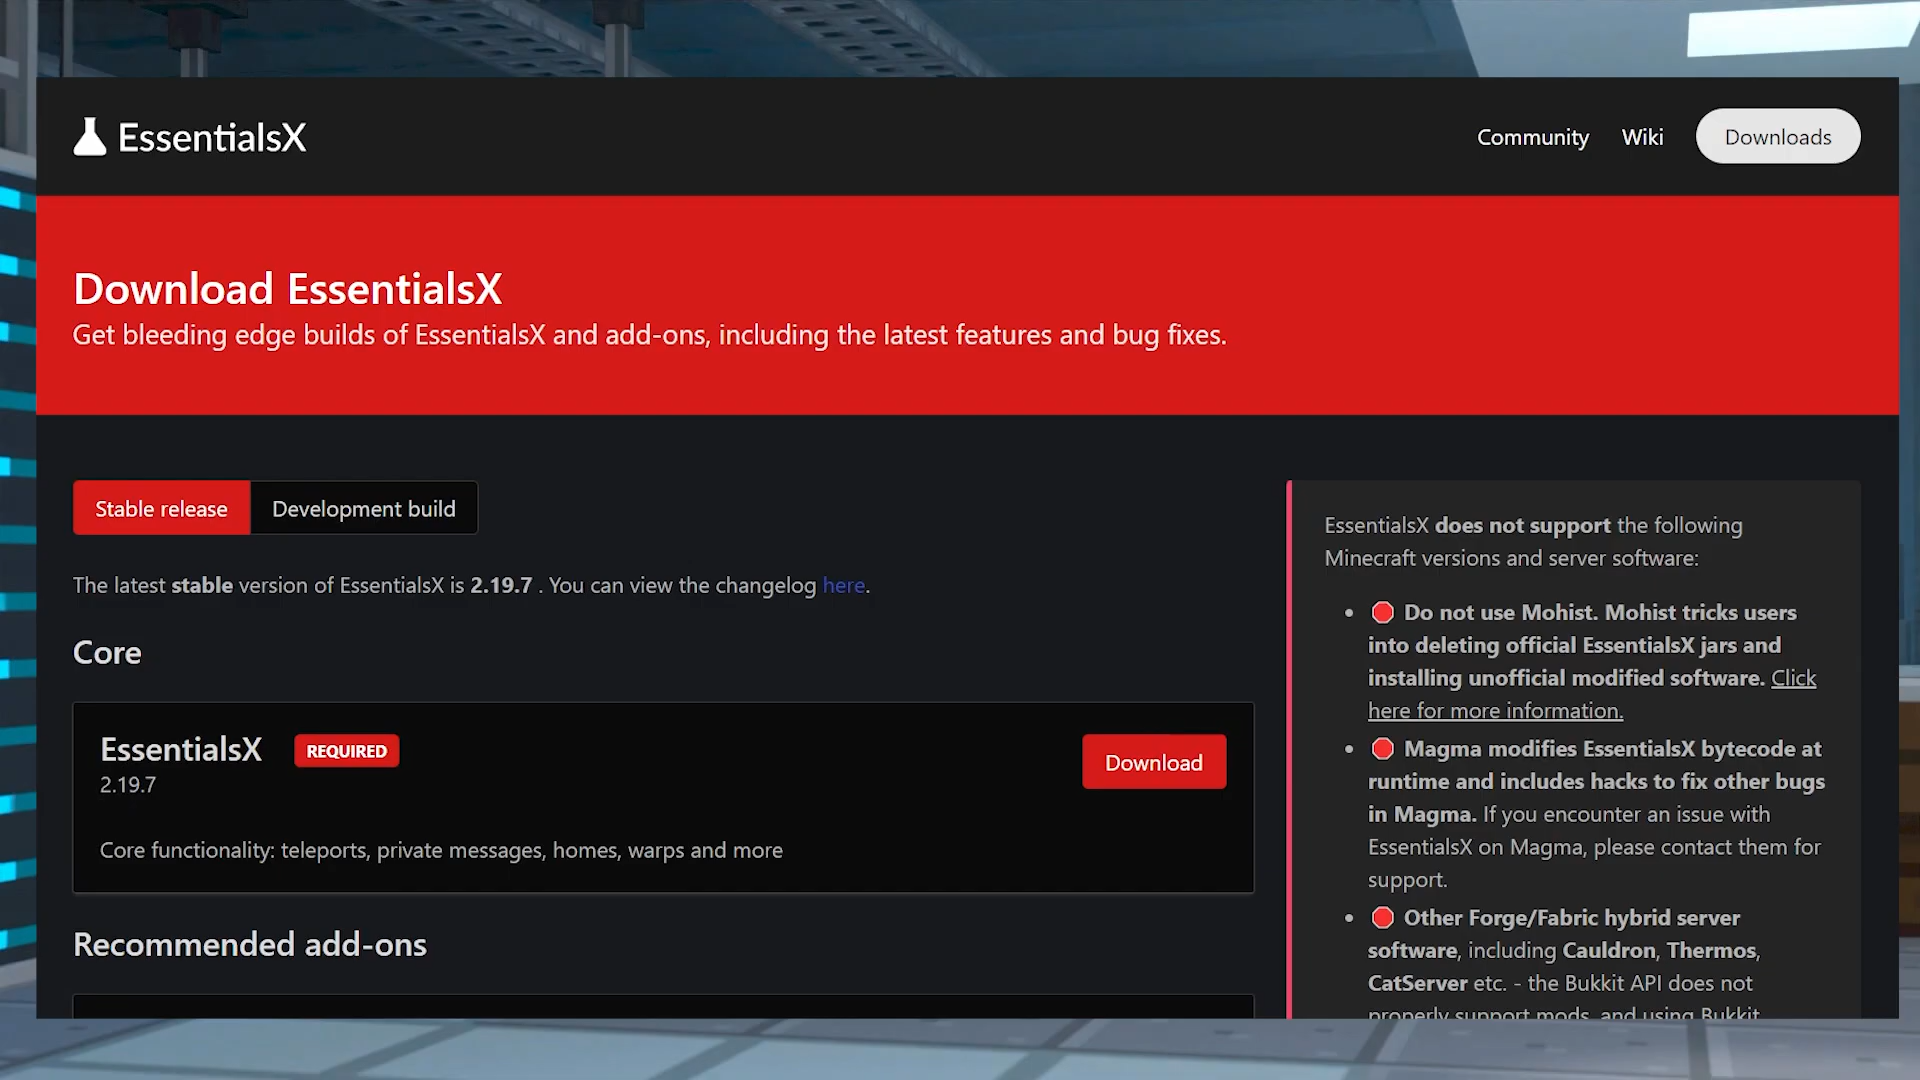 EssentialsX
Community
Wiki
Downloads
Download EssentialsX
Get bleeding edge builds of EssentialsX and add-ons, including the latest features and bug fixes.
Stable release
Development build
The latest stable version of EssentialsX is 2.19.7 . You can view the changelog here.
Core
EssentialsX
REQUIRED
2.19.7
Download
Core functionality: teleports, private messages, homes, warps and more
Recommended add-ons
EssentialsX does not support the following
Minecraft versions and server software:
Do not use Mohist. Mohist tricks users
into deleting official EssentialsX jars and
installing unofficial modified software. Click
here for more information.
Magma modifies EssentialsX bytecode at
runtime and includes hacks to fix other bugs
in Magma. If you encounter an issue with
EssentialsX on Magma, please contact them for
support.
Other Forge/Fabric hybrid server
software, including Cauldron, Thermos,
CatServer etc. - the Bukkit API does not
properly support mods, and using Bukkit